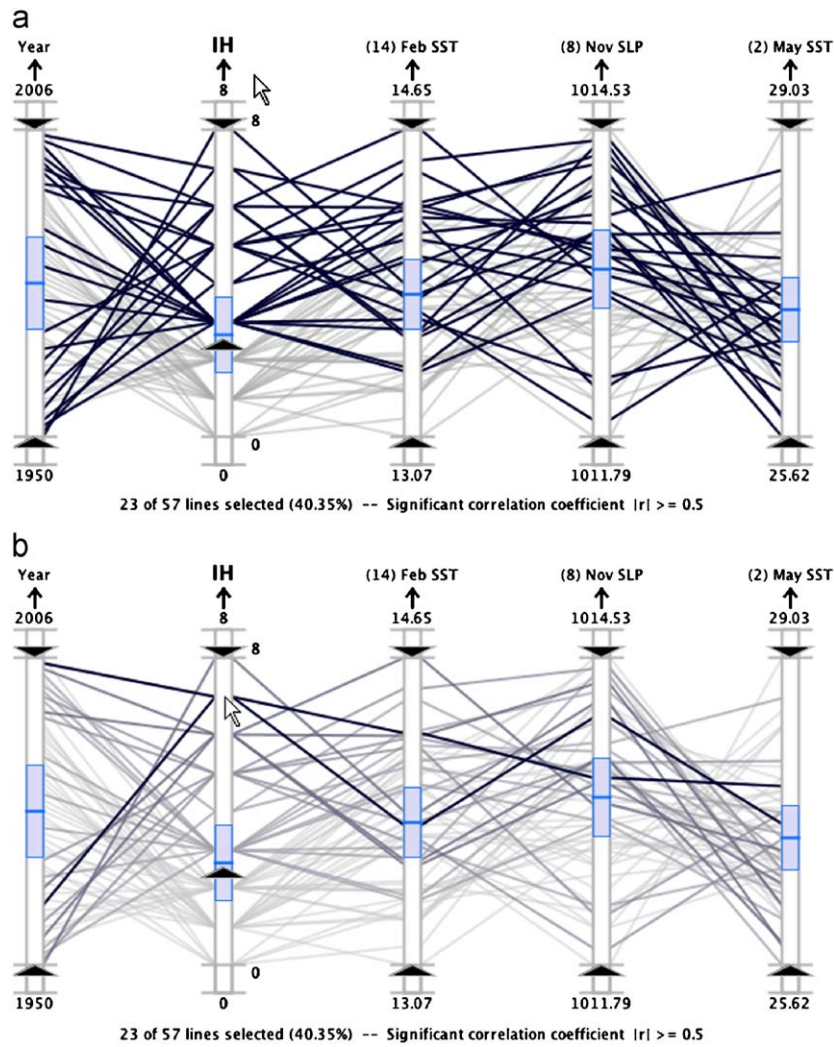 a
Year IH (14) Feb SST (8) Nov SLP (2) May SST
2006 8 14.65 1014.53 29.03
8
0
1950 0 13.07 1011.79 25.62
23 of 57 lines selected (40.35%) -- Significant correlation coefficient |r| >= 0.5
b
Year IH (14) Feb SST (8) Nov SLP (2) May SST
2006 8 14.65 1014.53 29.03
8
0
1950 0 13.07 1011.79 25.62
23 of 57 lines selected (40.35%) -- Significant correlation coefficient |r| >= 0.5